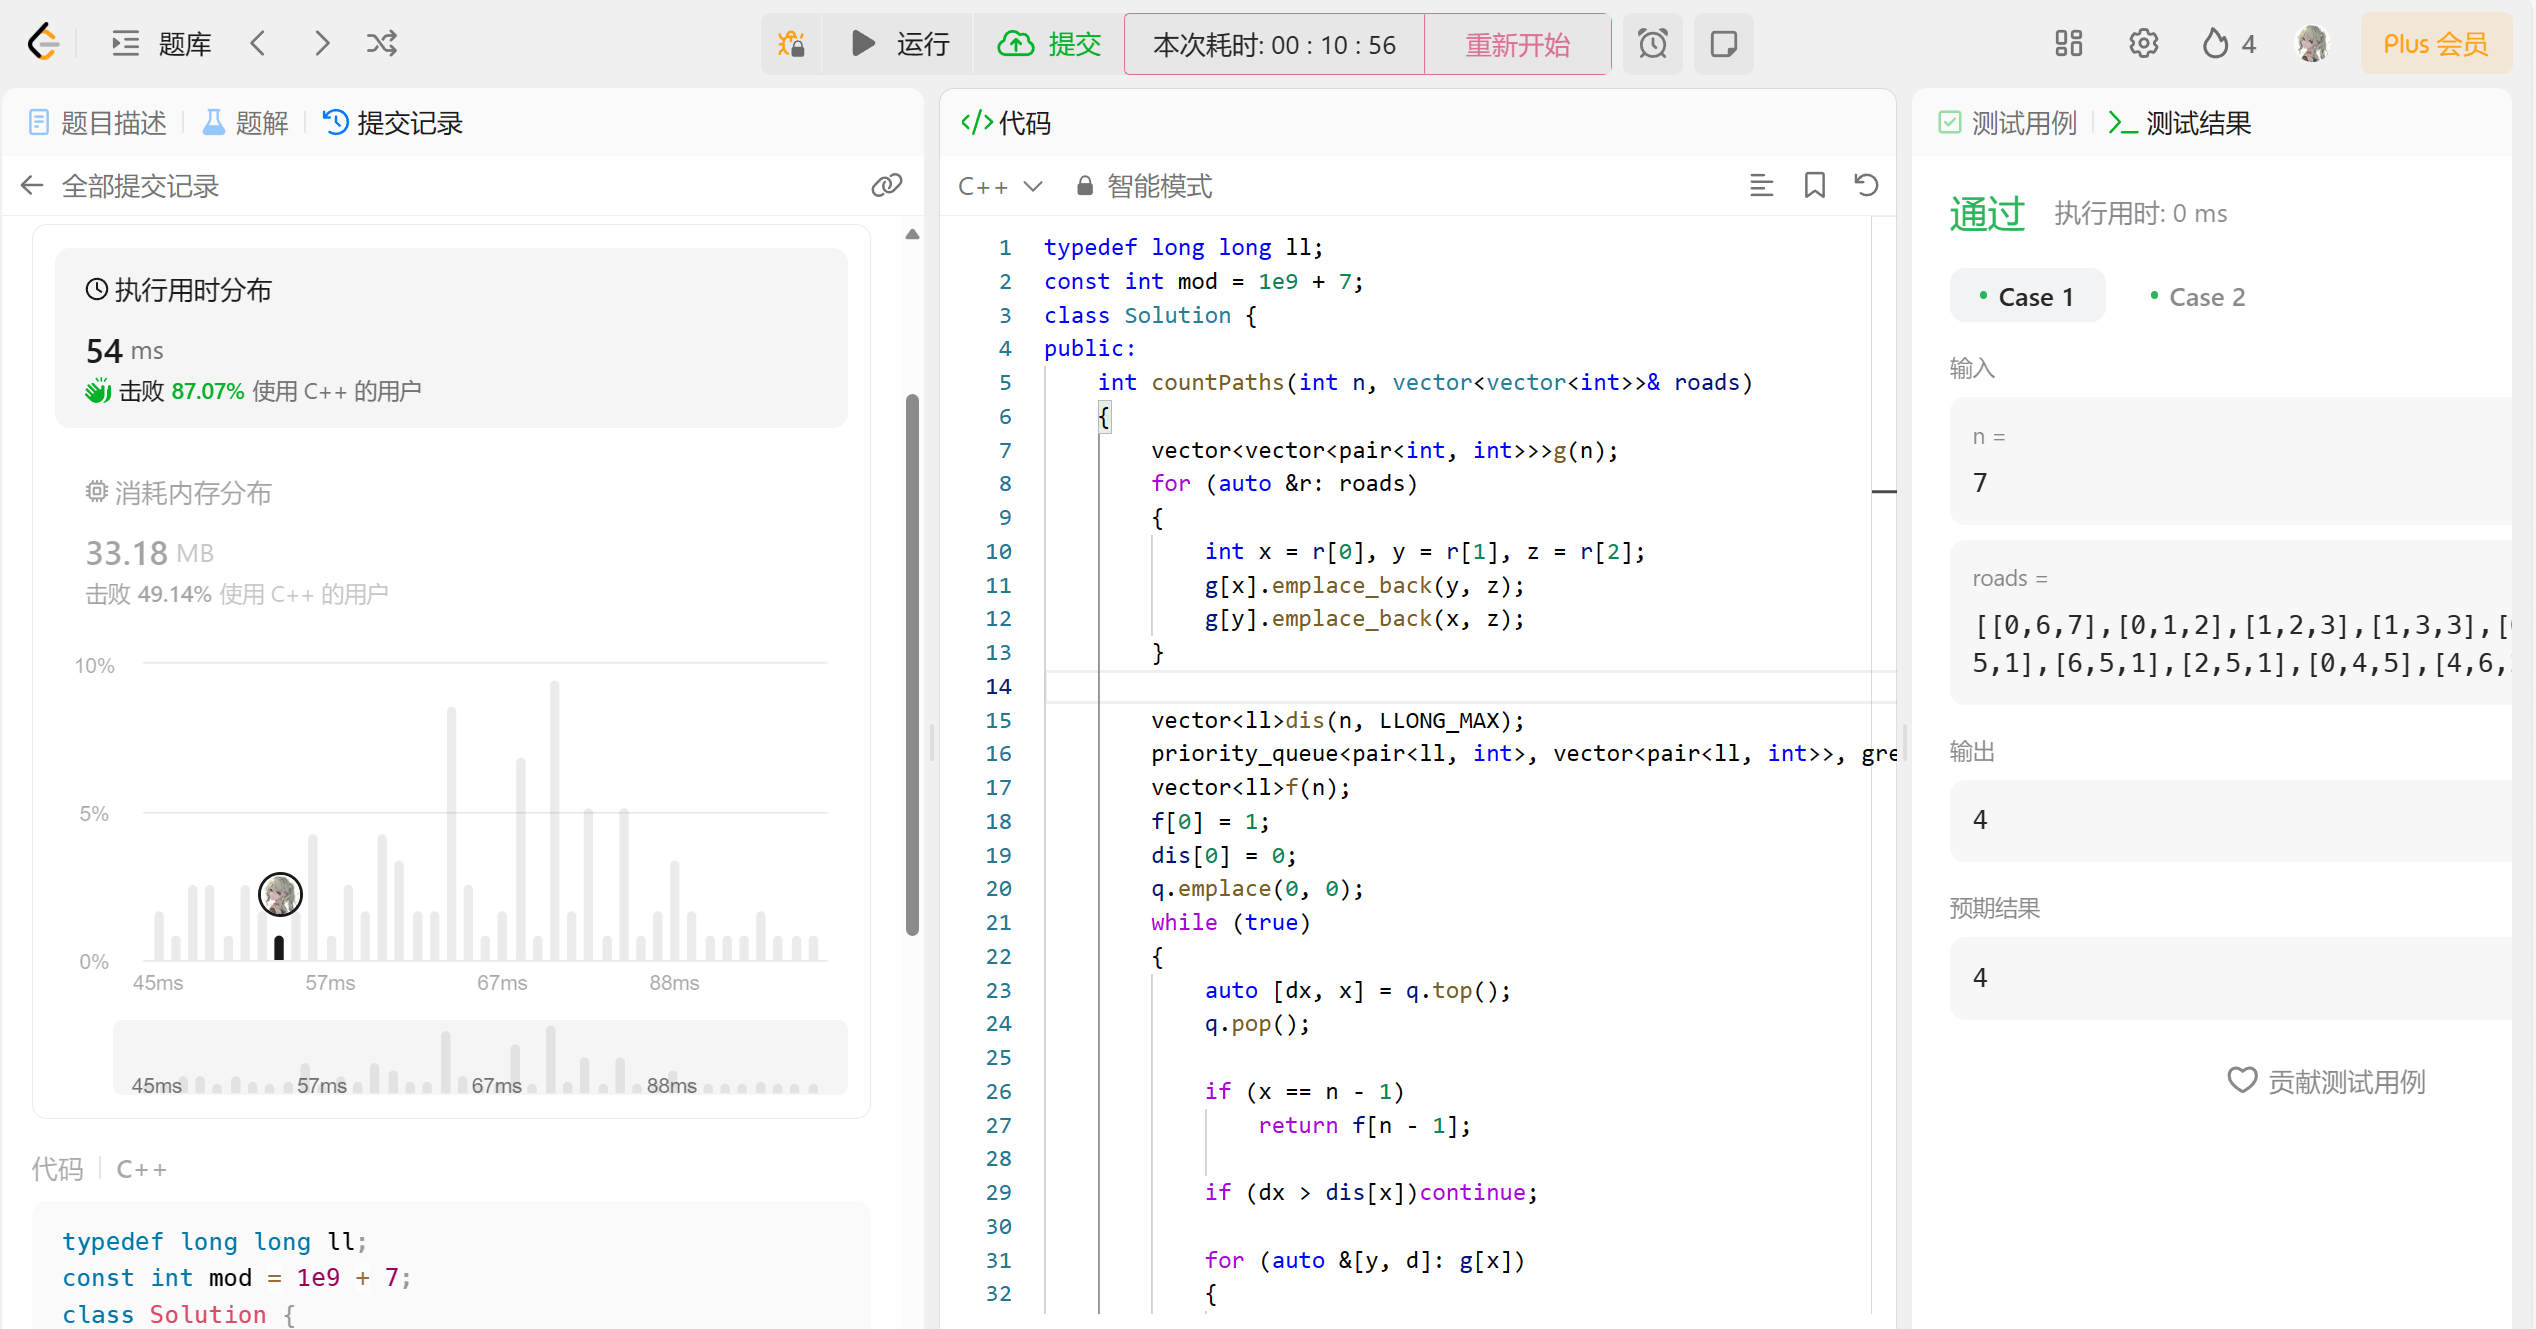 题库
运行
提交
本次耗时: 00 : 10 : 56
重新开始
4
Plus 会员
题目描述
题解
提交记录
全部提交记录
执行用时分布
54 ms
击败 87.07% 使用 C++ 的用户
消耗内存分布
33.18 MB
击败 49.14% 使用 C++ 的用户
10%
5%
0%
45ms 57ms 67ms 88ms
45ms 57ms 67ms 88ms
代码 C++
typedef long long ll;
const int mod = 1e9 + 7;
class Solution {
代码
C++ 智能模式
1 typedef long long ll;
2 const int mod = 1e9 + 7;
3 class Solution {
4 public:
5 int countPaths(int n, vector<vector<int>>& roads)
6 {
7 vector<vector<pair<int, int>>>g(n);
8 for (auto &r: roads)
9 {
10 int x = r[0], y = r[1], z = r[2];
11 g[x].emplace_back(y, z);
12 g[y].emplace_back(x, z);
13 }
14
15 vector<ll>dis(n, LLONG_MAX);
16 priority_queue<pair<ll, int>, vector<pair<ll, int>>, gre
17 vector<ll>f(n);
18 f[0] = 1;
19 dis[0] = 0;
20 q.emplace(0, 0);
21 while (true)
22 {
23 auto [dx, x] = q.top();
24 q.pop();
25
26 if (x == n - 1)
27 return f[n - 1];
28
29 if (dx > dis[x])continue;
30
31 for (auto &[y, d]: g[x])
32 {
测试用例
测试结果
通过 执行用时: 0 ms
Case 1 Case 2
输入
n =
7
roads =
[[0,6,7],[0,1,2],[1,2,3],[1,3,3],[
5,1],[6,5,1],[2,5,1],[0,4,5],[4,6,
输出
4
预期结果
4
贡献测试用例